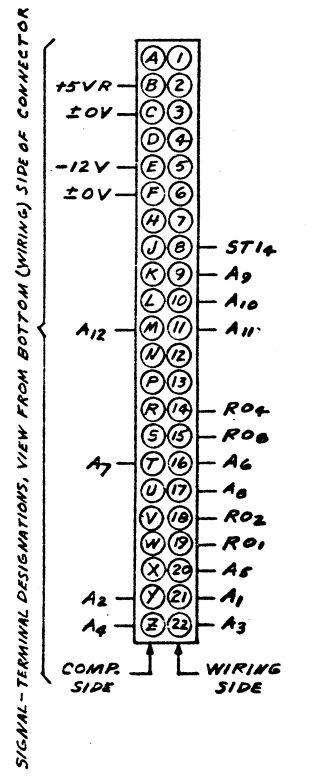 SIGNAL-TERMINAL DESIGNATIONS, VIEW FROM BOTTOM (WIRING) SIDE OF CONNECTOR
A 1
+5VR B 2
±0V C 3
D 4
-12V E 5
±0V F 6
H 7
J 8 STI4
K 9 A9
L 10 A10
A12 M 11 A11
N 12
P 13
R 14 RO4
S 15 RO8
A7 T 16 A6
U 17 A8
V 18 RO2
W 19 RO1
X 20 A5
A2 Y 21 A1
A4 Z 22 A3
COMP. SIDE
WIRING SIDE